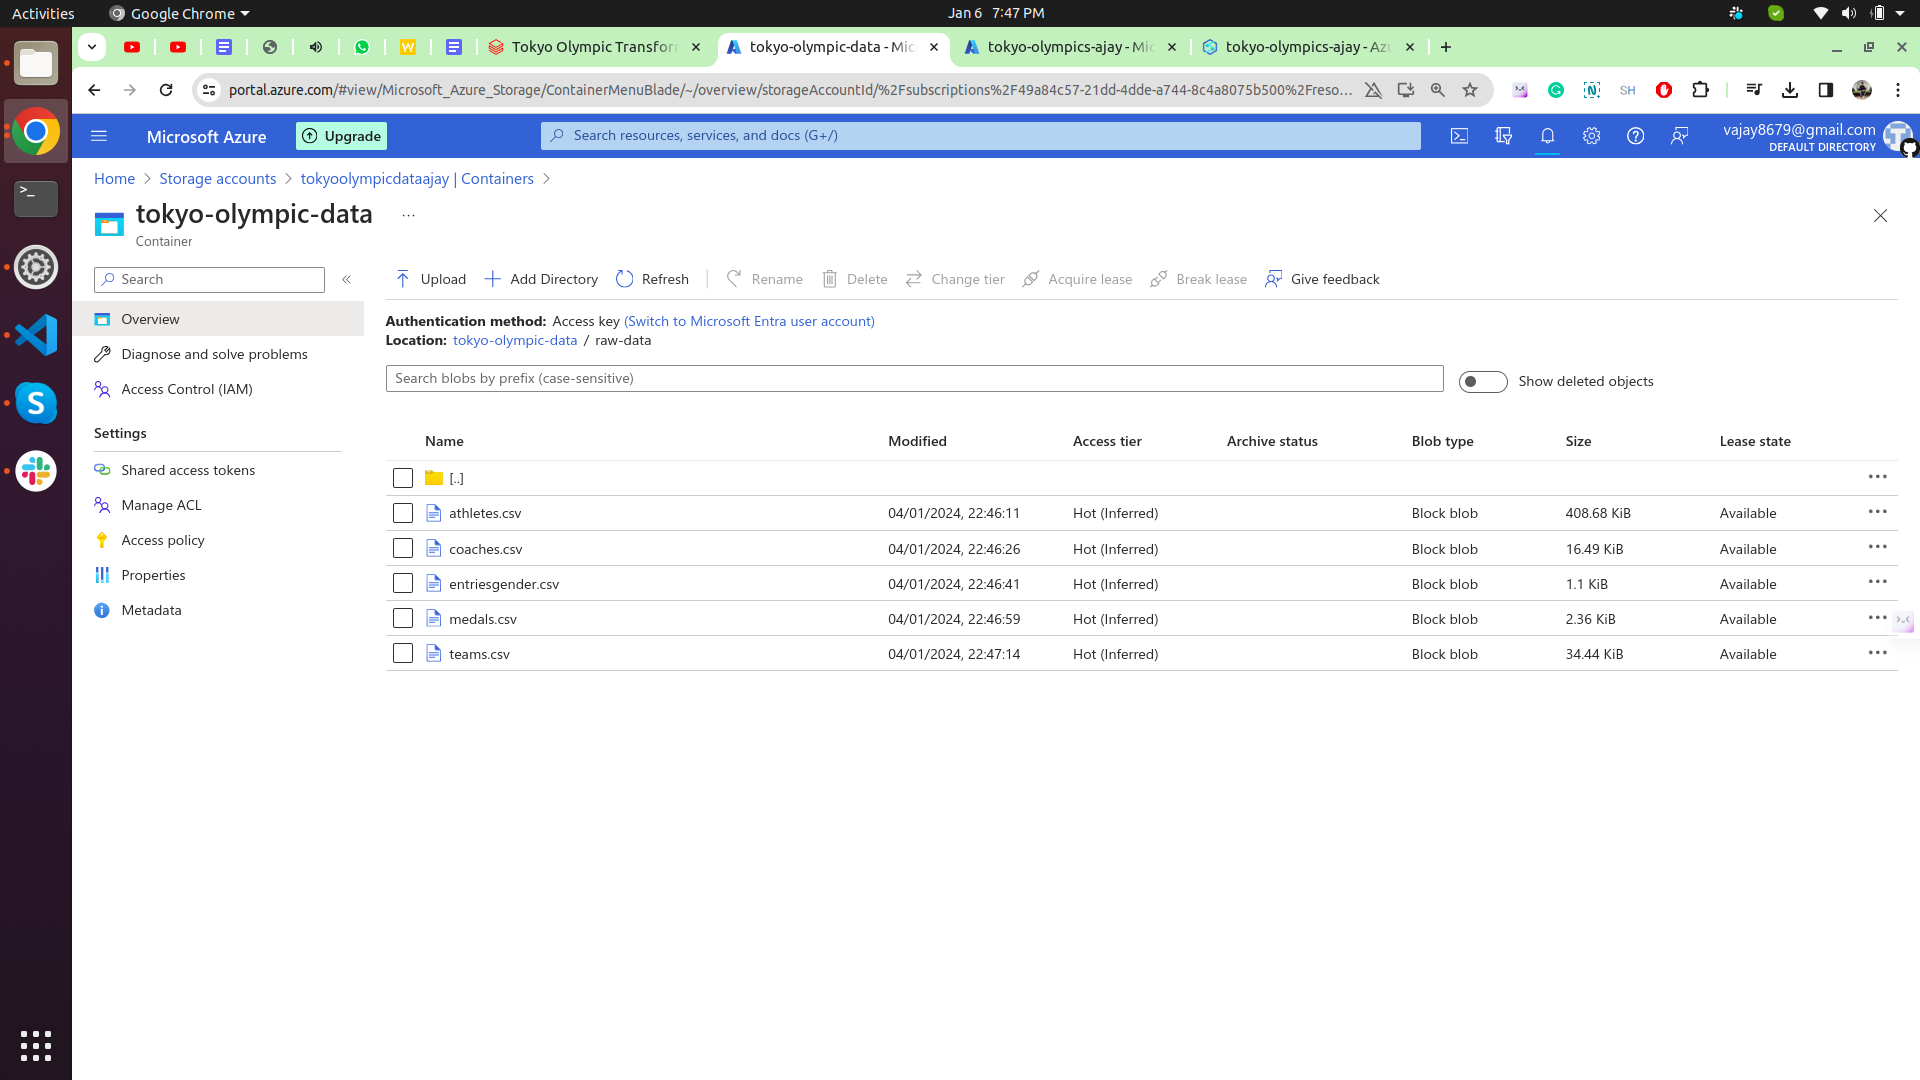 Activities
Google Chrome
Jan 6 7:47 PM
Tokyo Olympic Transform
tokyo-olympic-data - Mic
tokyo-olympics-ajay - Mic
tokyo-olympics-ajay - Azu
portal.azure.com/#view/Microsoft_Azure_Storage/ContainerMenuBlade/~/overview/storageAccountId/%2Fsubscriptions%2F49a84c57-21dd-4dde-a744-8c4a8075b500%2Freso...
SH
Microsoft Azure
Upgrade
Search resources, services, and docs (G+/)
vajay8679@gmail.com
DEFAULT DIRECTORY
Home > Storage accounts > tokyoolympicdataajay | Containers >
tokyo-olympic-data ...
Container
Search
«
Upload
Add Directory
Refresh
Rename
Delete
Change tier
Acquire lease
Break lease
Give feedback
Overview
Diagnose and solve problems
Access Control (IAM)
Settings
Shared access tokens
Manage ACL
Access policy
Properties
Metadata
Authentication method: Access key (Switch to Microsoft Entra user account)
Location: tokyo-olympic-data / raw-data
Search blobs by prefix (case-sensitive)
Show deleted objects
Name Modified Access tier Archive status Blob type Size Lease state
[..]
athletes.csv 04/01/2024, 22:46:11 Hot (Inferred) Block blob 408.68 KiB Available
coaches.csv 04/01/2024, 22:46:26 Hot (Inferred) Block blob 16.49 KiB Available
entriesgender.csv 04/01/2024, 22:46:41 Hot (Inferred) Block blob 1.1 KiB Available
medals.csv 04/01/2024, 22:46:59 Hot (Inferred) Block blob 2.36 KiB Available
teams.csv 04/01/2024, 22:47:14 Hot (Inferred) Block blob 34.44 KiB Available